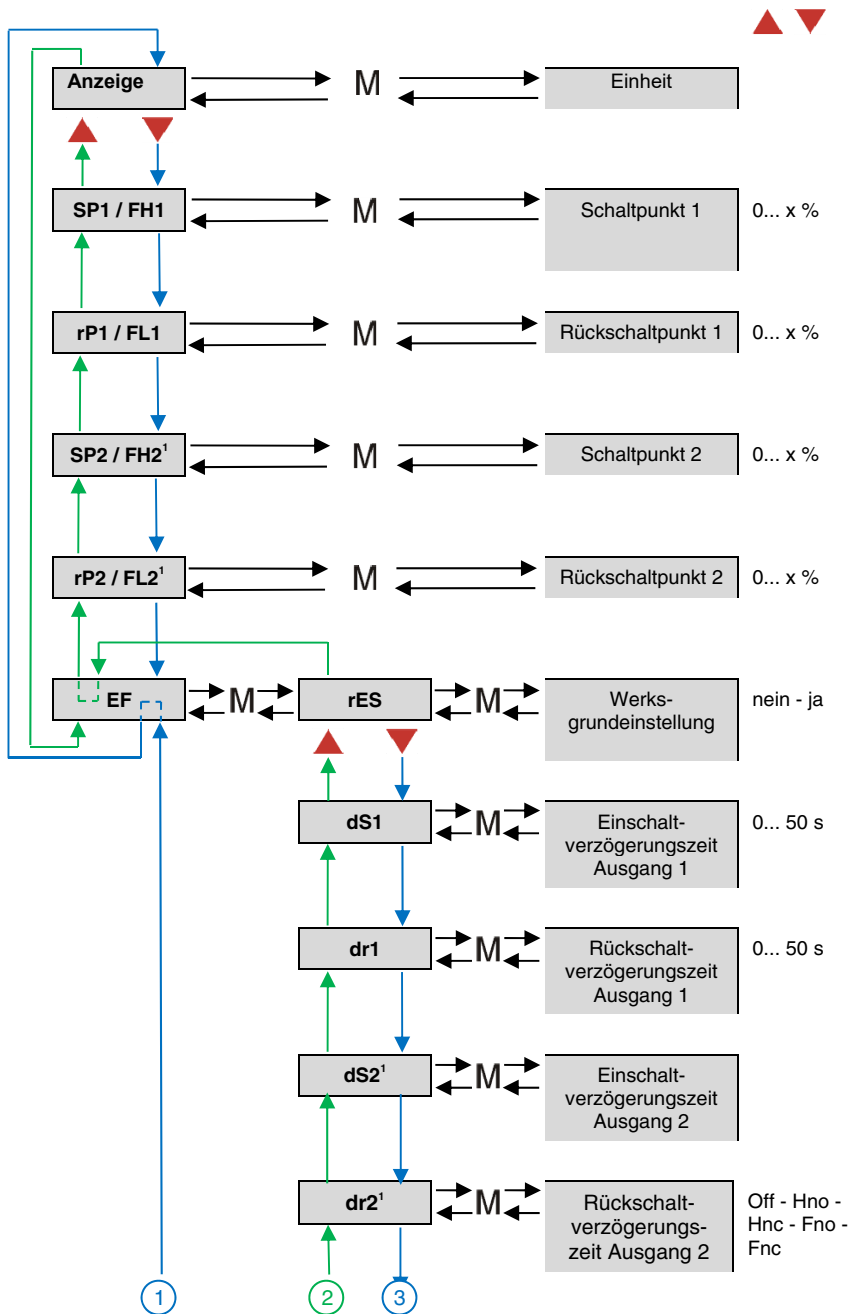 Anzeige
M
Einheit
SP1 / FH1
M
Schaltpunkt 1
0... x %
rP1 / FL1
M
Rückschaltpunkt 1
0... x %
SP2 / FH2¹
M
Schaltpunkt 2
0... x %
rP2 / FL2¹
M
Rückschaltpunkt 2
0... x %
EF
M
rES
M
Werks-
grundeinstellung
nein - ja
dS1
M
Einschalt-
verzögerungszeit
Ausgang 1
0... 50 s
dr1
M
Rückschalt-
verzögerungszeit
Ausgang 1
0... 50 s
dS2¹
M
Einschalt-
verzögerungszeit
Ausgang 2
dr2¹
M
Rückschalt-
verzögerungs-
zeit Ausgang 2
Off - Hno -
Hnc - Fno -
Fnc
1
2
3